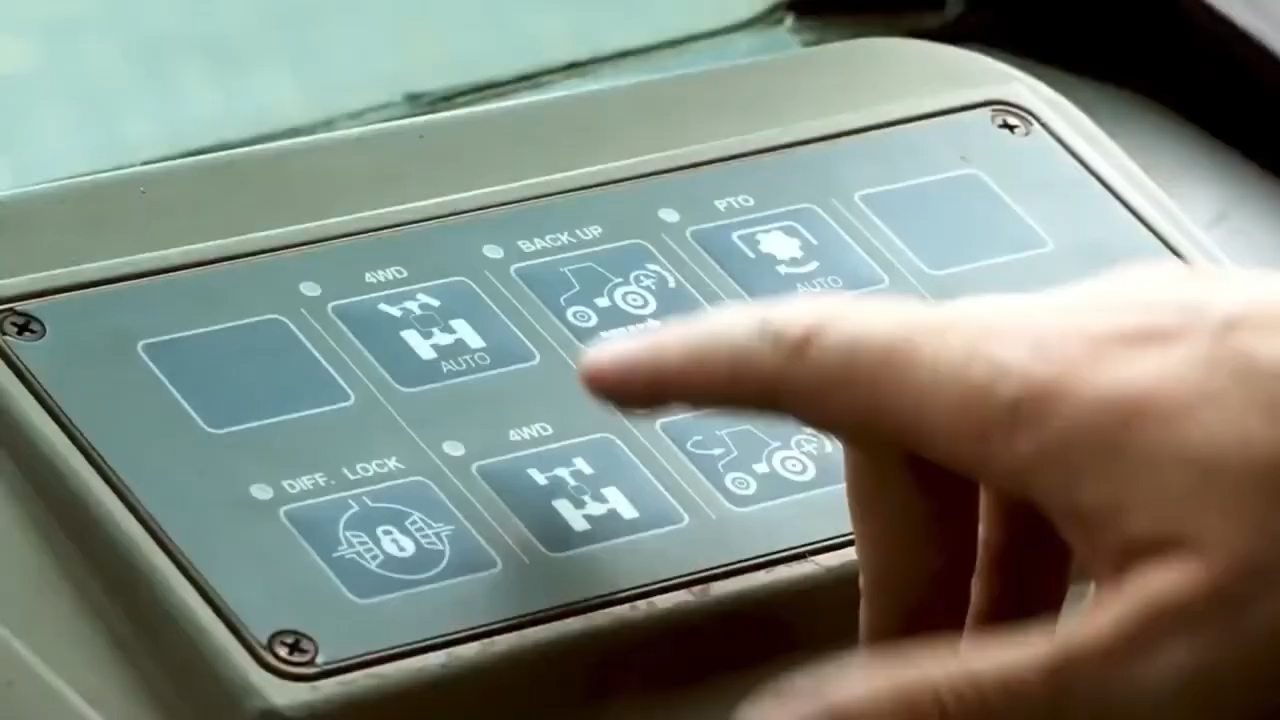 4WD
BACK UP
PTO
AUTO
AUTO
DIFF. LOCK
4WD